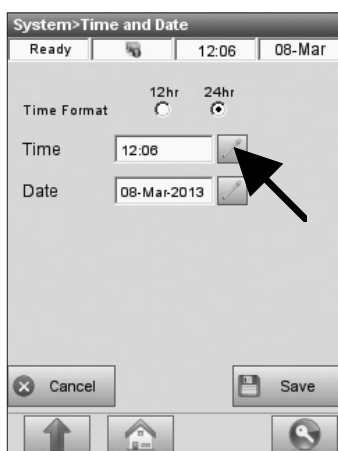 System>Time and Date
Ready 12:06 08-Mar
12hr 24hr
Time Format
Time 12:06
Date 08-Mar-2013
Cancel Save